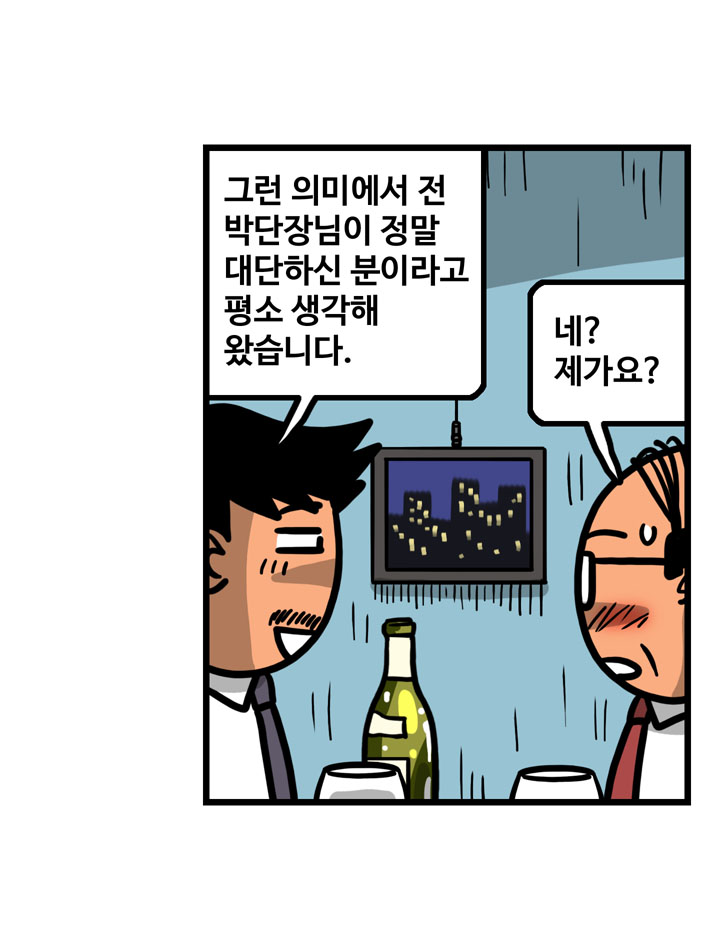 그런 의미에서 전
박단장님이 정말
대단하신 분이라고
평소 생각해
왔습니다.
네?
제가요?